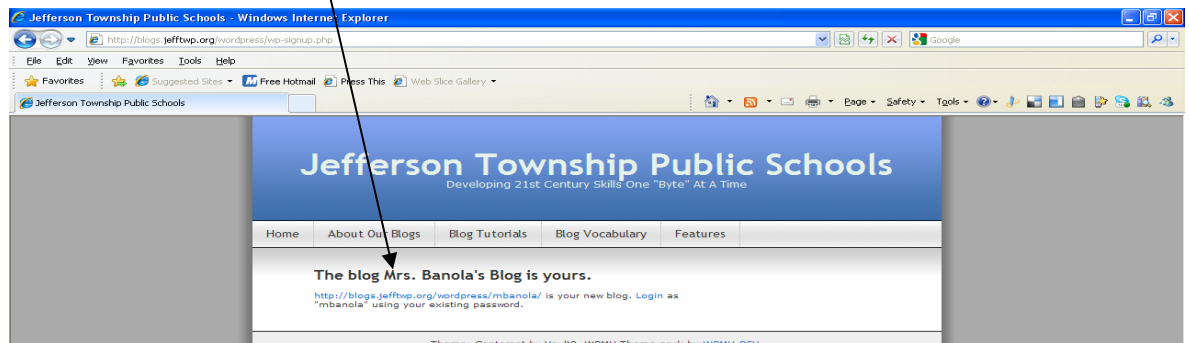 Jefferson Township Public Schools - Windows Internet Explorer
http://blogs.jefftwp.org/wordpress/wp-signup.php
Google
File Edit View Favorites Tools Help
Favorites Suggested Sites Free Hotmail Press This Web Slice Gallery
Jefferson Township Public Schools
Page Safety Tools
Jefferson Township Public Schools
Developing 21st Century Skills One "Byte" At A Time
Home About Our Blogs Blog Tutorials Blog Vocabulary Features
The blog Mrs. Banola's Blog is yours.
http://blogs.jefftwp.org/wordpress/mbanola/ is your new blog. Login as
"mbanola" using your existing password.